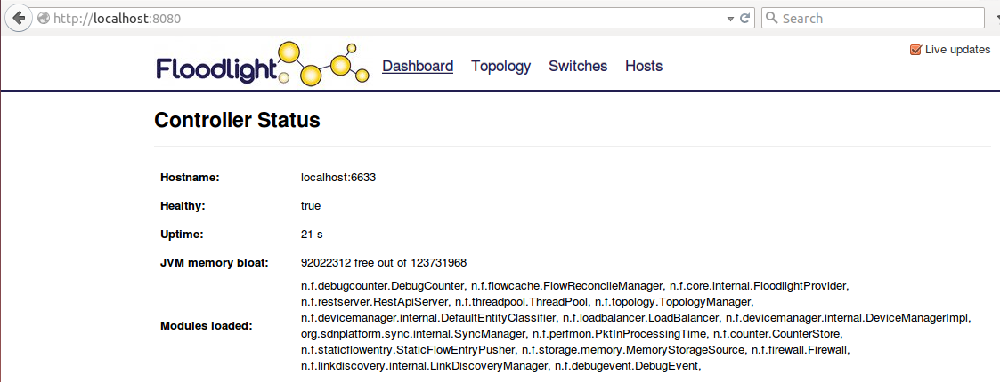 http://localhost:8080
Search
Live updates
Floodlight
Dashboard Topology Switches Hosts
Controller Status
Hostname: localhost:6633
Healthy: true
Uptime: 21 s
JVM memory bloat: 92022312 free out of 123731968
Modules loaded:
n.f.debugcounter.DebugCounter, n.f.flowcache.FlowReconcileManager, n.f.core.internal.FloodlightProvider,
n.f.restserver.RestApiServer, n.f.threadpool.ThreadPool, n.f.topology.TopologyManager,
n.f.devicemanager.internal.DefaultEntityClassifier, n.f.loadbalancer.LoadBalancer, n.f.devicemanager.internal.DeviceManagerImpl,
org.sdnplatform.sync.internal.SyncManager, n.f.perfmon.PktInProcessingTime, n.f.counter.CounterStore,
n.f.staticflowentry.StaticFlowEntryPusher, n.f.storage.memory.MemoryStorageSource, n.f.firewall.Firewall,
n.f.linkdiscovery.internal.LinkDiscoveryManager, n.f.debugevent.DebugEvent,